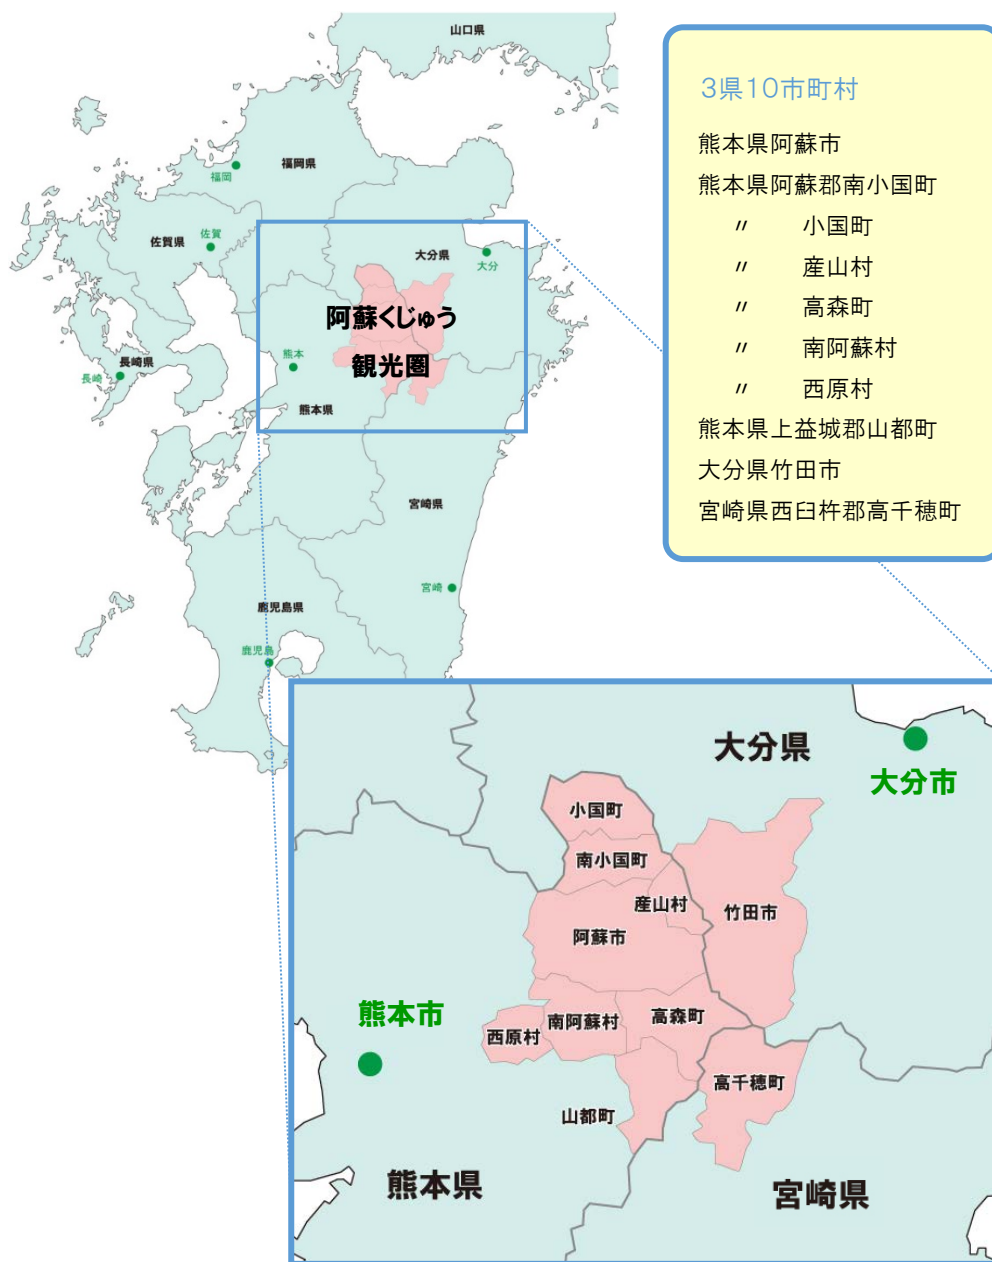 山口県
福岡県
福岡
佐賀県
佐賀
大分県
大分
長崎県
長崎
阿蘇くじゅう
観光圏
熊本
熊本県
宮崎県
宮崎
鹿児島県
鹿児島
3県10市町村
熊本県阿蘇市
熊本県阿蘇郡南小国町
〃 小国町
〃 産山村
〃 高森町
〃 南阿蘇村
〃 西原村
熊本県上益城郡山都町
大分県竹田市
宮崎県西臼杵郡高千穂町
大分県
大分市
小国町
南小国町
産山村
竹田市
阿蘇市
熊本市
西原村
南阿蘇村
高森町
高千穂町
山都町
熊本県
宮崎県